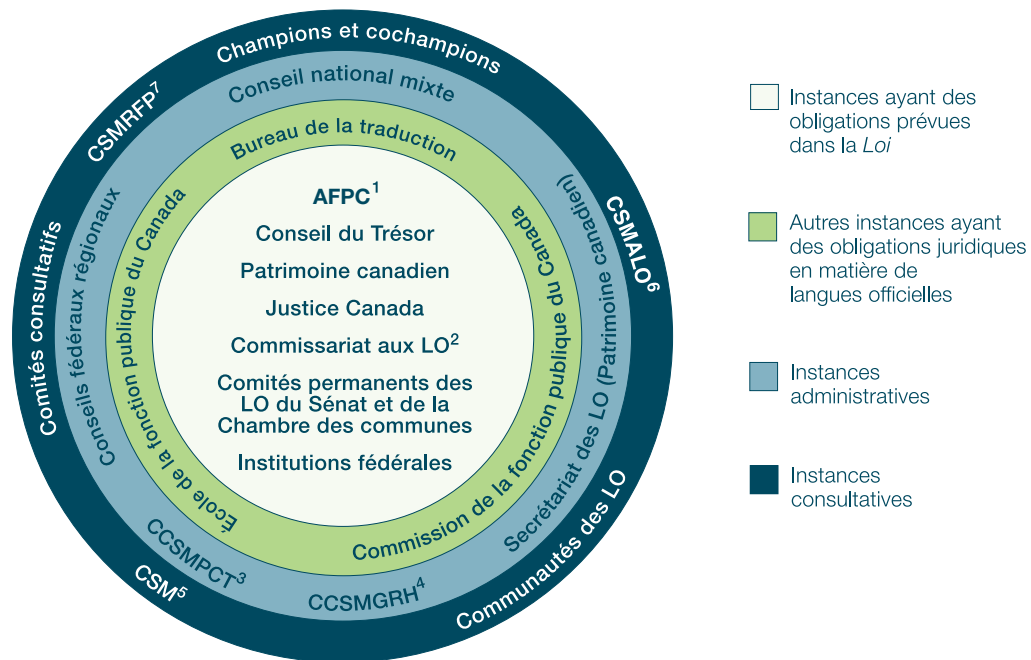 Champions et cochampions
CSMRFP⁷
Comités consultatifs
CSM⁵
Communautés des LO
CSMALO⁶
Conseil national mixte
Conseils fédéraux régionaux
CCSMPCT³
CCSMGRH⁴
Secrétariat des LO (Patrimoine canadien)
Bureau de la traduction
École de la fonction publique du Canada
Commission de la fonction publique du Canada
AFPC¹
Conseil du Trésor
Patrimoine canadien
Justice Canada
Commissariat aux LO²
Comités permanents des
LO du Sénat et de la
Chambre des communes
Institutions fédérales
Instances ayant des
obligations prévues
dans la Loi
Autres instances ayant
des obligations juridiques
en matière de
langues officielles
Instances
administratives
Instances
consultatives